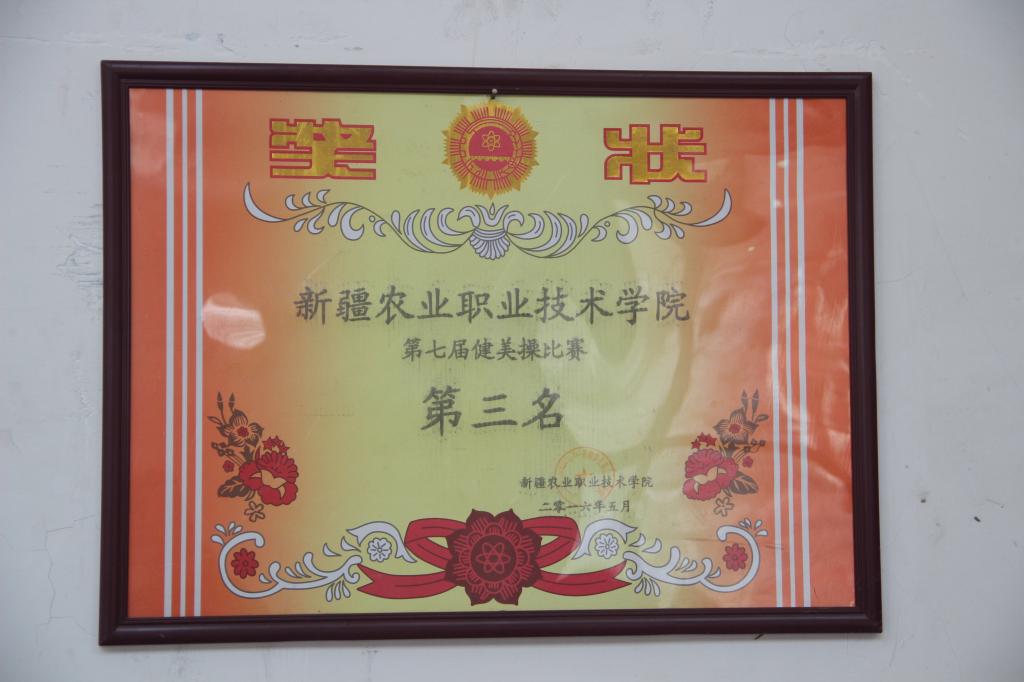 奖状
新疆农业职业技术学院
第七届健美操比赛
第三名
新疆农业职业技术学院
二零一六年五月